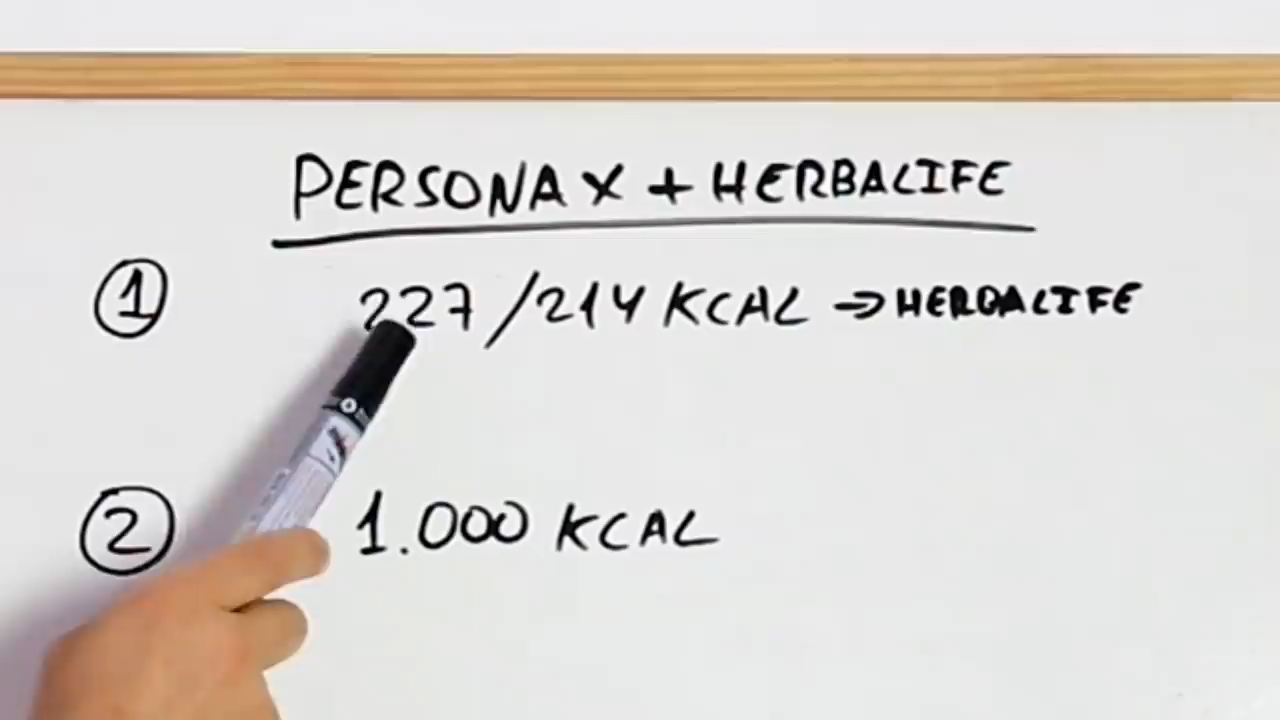 PERSONA X + HERBALIFE
1 227/214 KCAL → HERBALIFE
2 1.000 KCAL